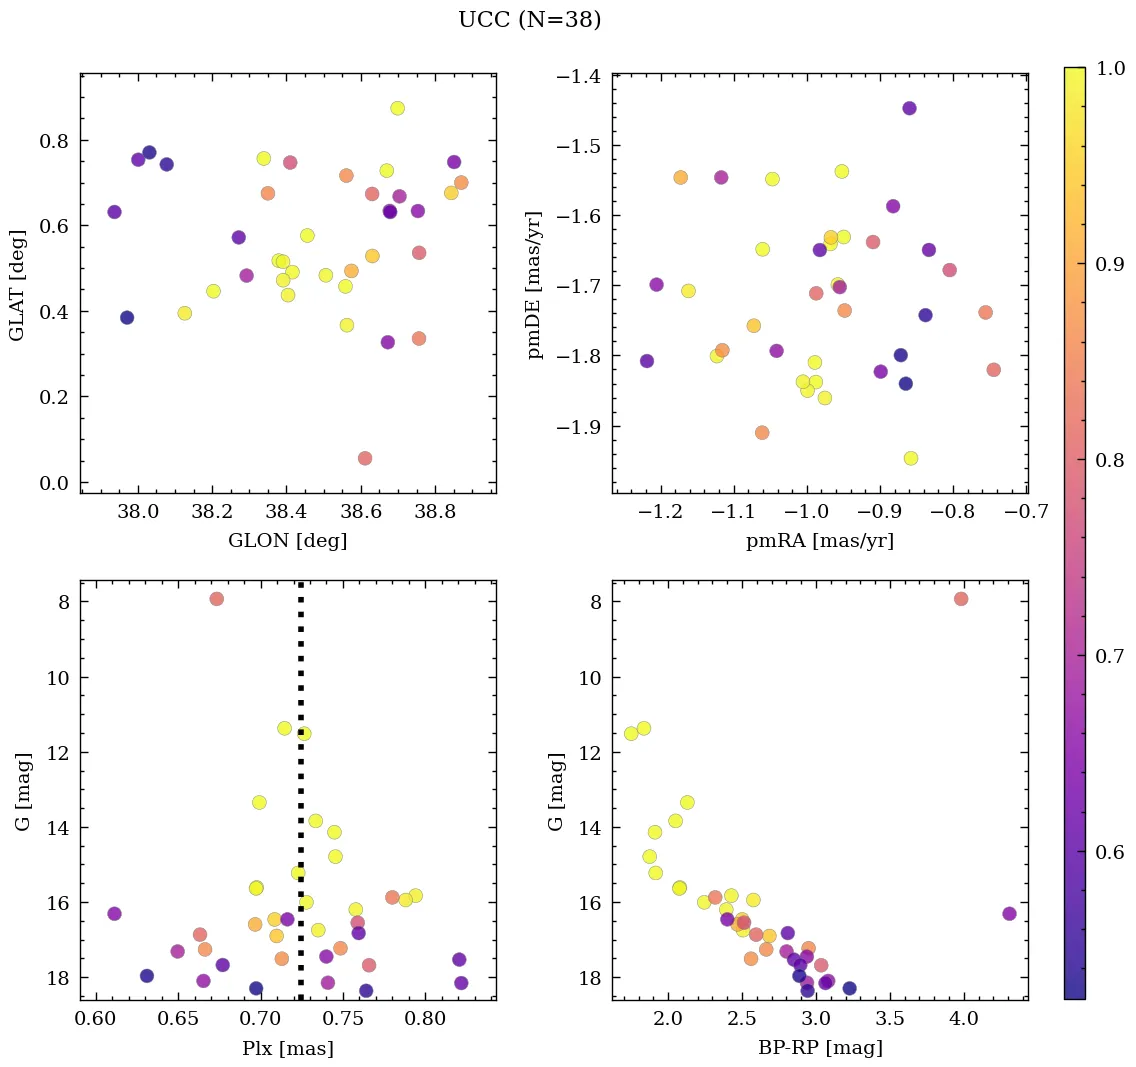 UCC (N=38)
0.8
0.6
0.4
0.2
0.0
GLAT [deg]
38.0 38.2 38.4 38.6 38.8
GLON [deg]
−1.4
−1.5
−1.6
−1.7
−1.8
−1.9
pmDE [mas/yr]
−1.2 −1.1 −1.0 −0.9 −0.8 −0.7
pmRA [mas/yr]
8
10
12
14
16
18
G [mag]
0.60 0.65 0.70 0.75 0.80
Plx [mas]
8
10
12
14
16
18
G [mag]
2.0 2.5 3.0 3.5 4.0
BP-RP [mag]
1.0
0.9
0.8
0.7
0.6